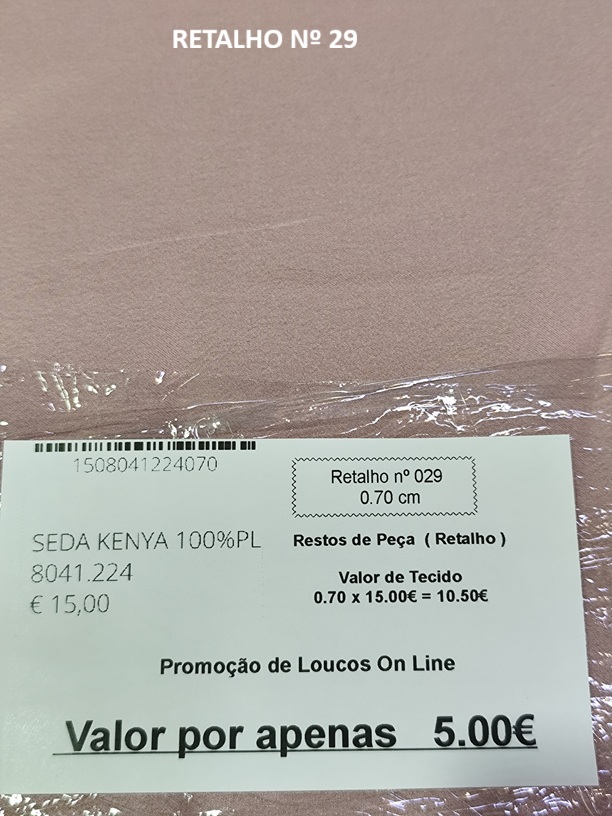 RETALHO Nº 29
1508041224070
Retalho nº 029
0.70 cm
SEDA KENYA 100%PL
8041.224
€ 15,00
Restos de Peça ( Retalho )
Valor de Tecido
0.70 x 15.00€ = 10.50€
Promoção de Loucos On Line
Valor por apenas 5.00€